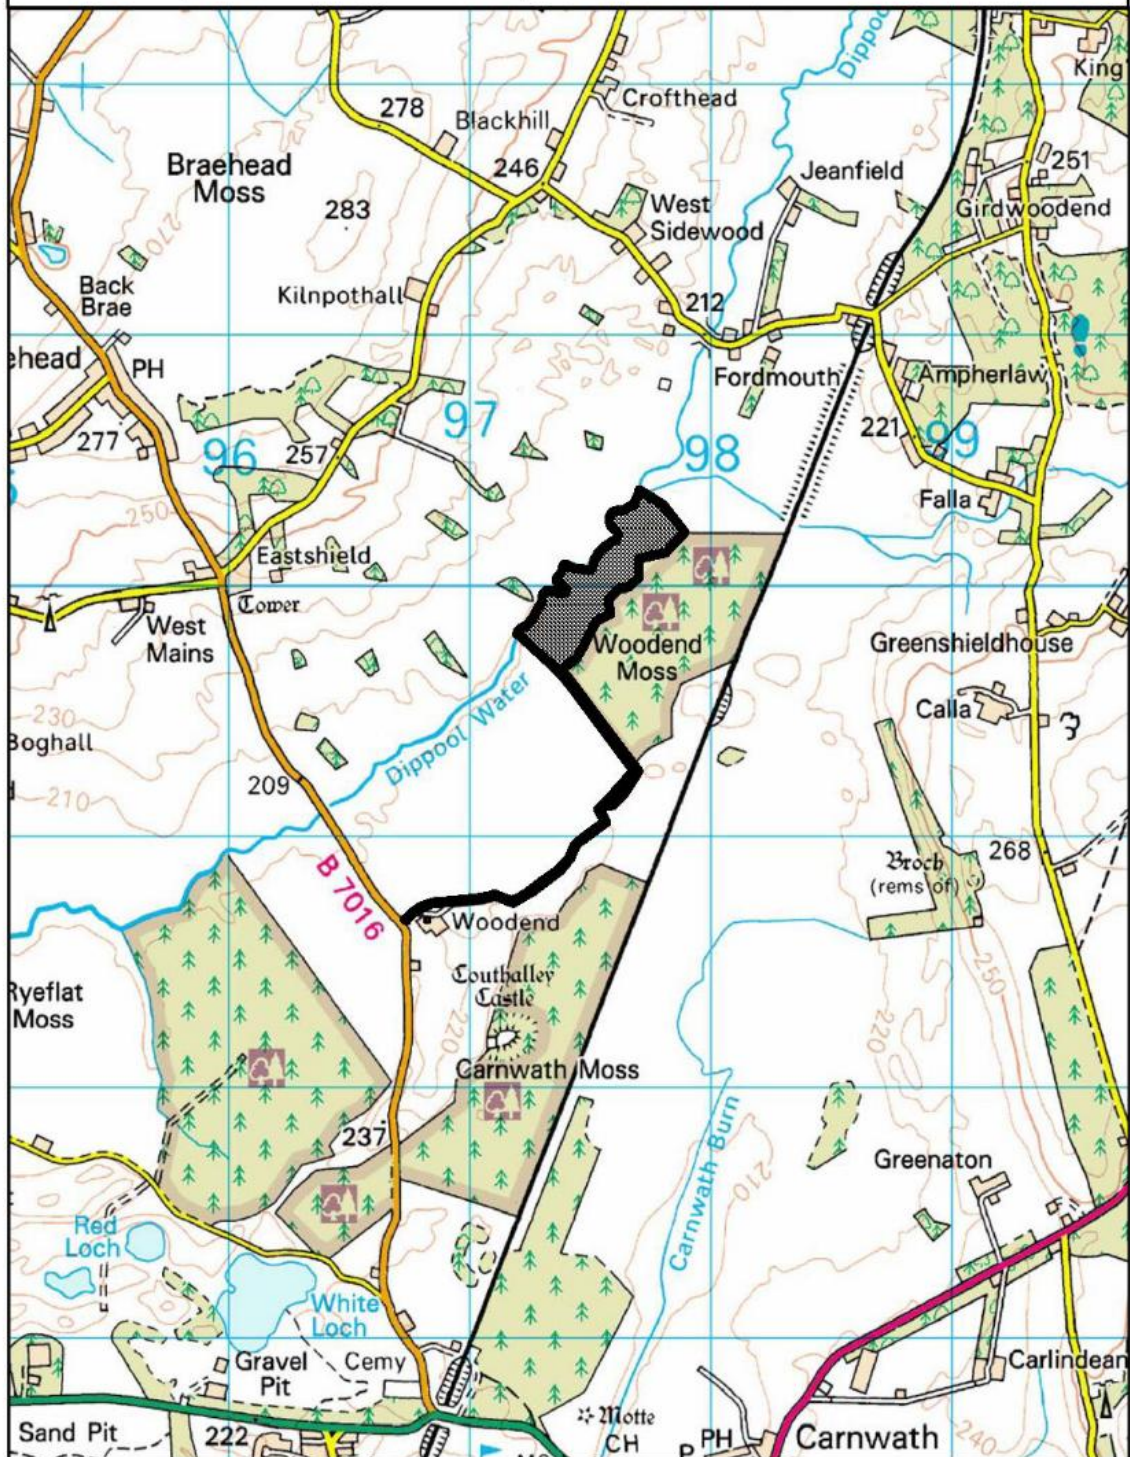 Dippoo
King
Crofthead
278
Blackhill
Braehead
Moss
246
251
Jeanfield
283
West
Sidewood
Girdwoodend
270
Back
Brae
Kilnpothall
212
ehead
PH
Fordmouth
Ampherlaw
97
277
96
257
98
221
99
250
Falla
Eastshield
Tower
West
Mains
Woodend
Moss
Greenshieldhouse
230
Boghall
Calla
Dippool Water
209
210
B 7016
Broch
(rems of)
268
Woodend
Couthalley
Castle
Ryeflat
Moss
220
250
220
Carnwath Moss
237
Carnwath Burn
210
Greenaton
Red
Loch
White
Loch
Gravel
Pit
Cemy
Carlindean
Sand Pit
222
Motte
CH
P
PH
Carnwath
240